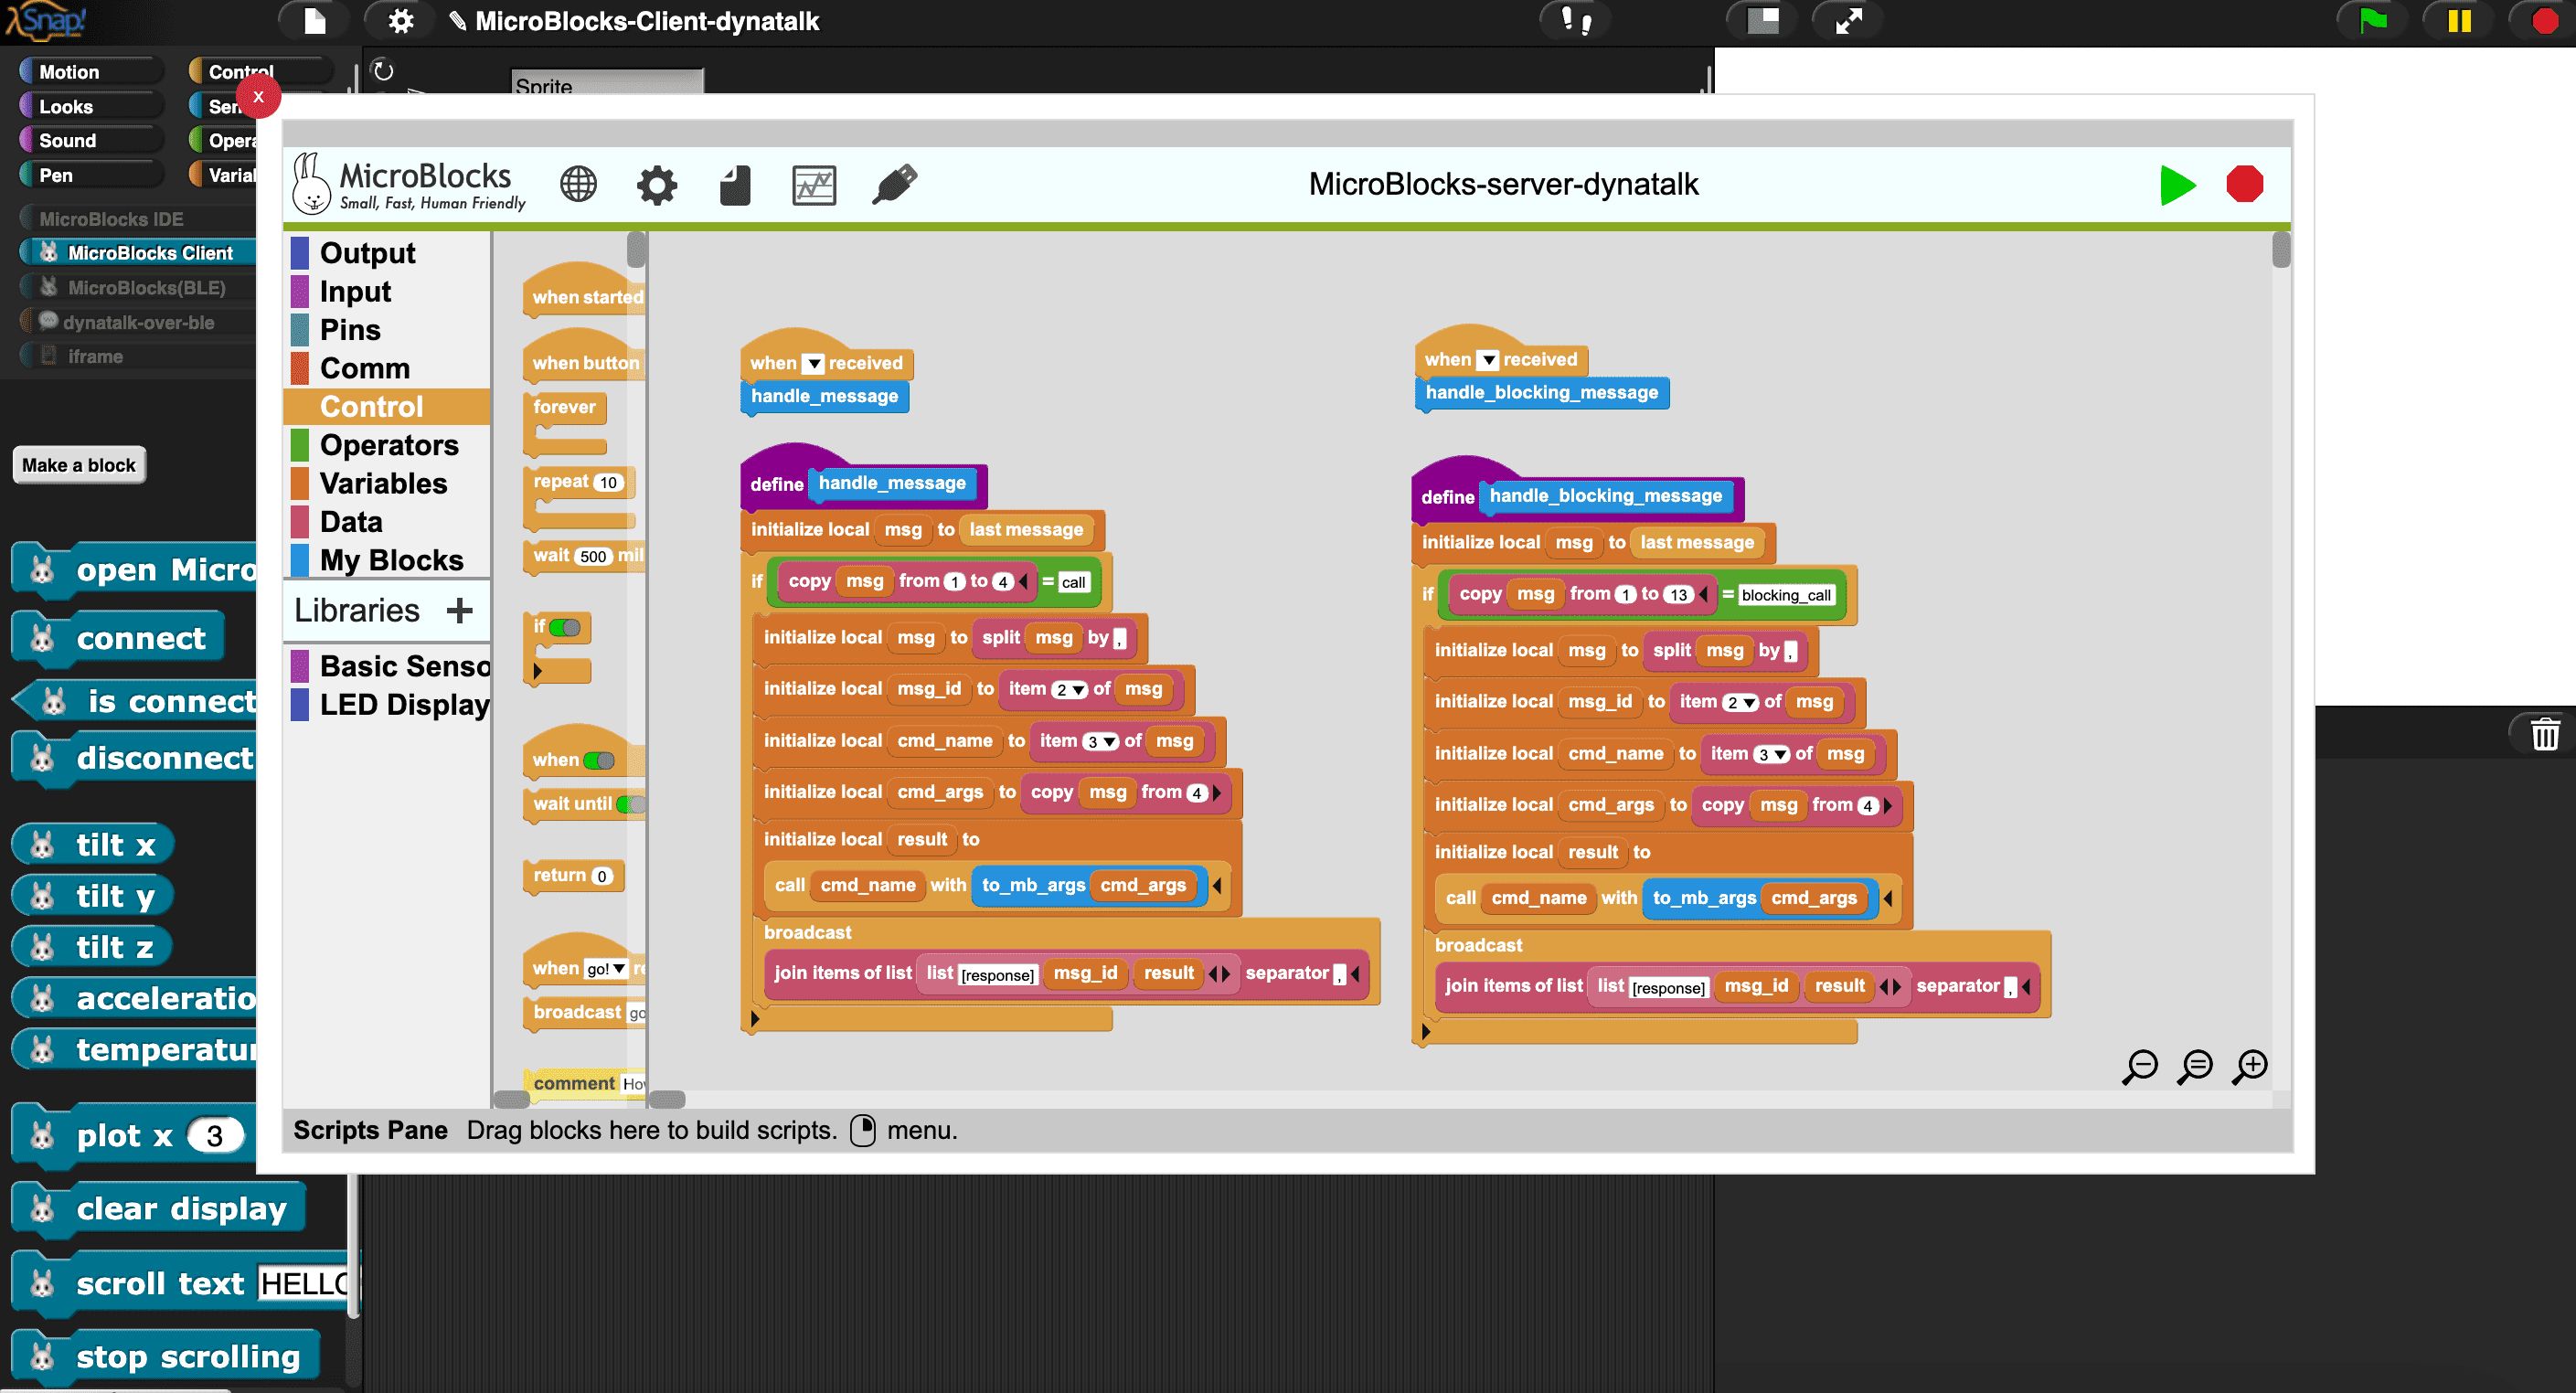 Snap!
MicroBlocks-Client-dynatalk
Motion
Control
Looks
Sen
Sound
Opera
Pen
Varial
Sprite
x
MicroBlocks IDE
MicroBlocks Client
MicroBlocks(BLE)
dynatalk-over-ble
iframe
Make a block
open Micro
connect
is connect
disconnect
tilt x
tilt y
tilt z
acceleratio
temperatur
plot x 3
clear display
scroll text HELLO
stop scrolling
MicroBlocks
Small, Fast, Human Friendly
MicroBlocks-server-dynatalk
Output
Input
Pins
Comm
Control
Operators
Variables
Data
My Blocks
Libraries +
Basic Senso
LED Display
when started
when button
forever
repeat 10
wait 500 mil
if
when
wait until
return 0
when go! re
broadcast go
comment How
when received
handle_message
define handle_message
initialize local msg to last message
if copy msg from 1 to 4 = call
initialize local msg to split msg by ,
initialize local msg_id to item 2 of msg
initialize local cmd_name to item 3 of msg
initialize local cmd_args to copy msg from 4
initialize local result to
call cmd_name with to_mb_args cmd_args
broadcast
join items of list list [response] msg_id result separator ,
when received
handle_blocking_message
define handle_blocking_message
initialize local msg to last message
if copy msg from 1 to 13 = blocking_call
initialize local msg to split msg by ,
initialize local msg_id to item 2 of msg
initialize local cmd_name to item 3 of msg
initialize local cmd_args to copy msg from 4
initialize local result to
call cmd_name with to_mb_args cmd_args
broadcast
join items of list list [response] msg_id result separator ,
Scripts Pane Drag blocks here to build scripts. menu.